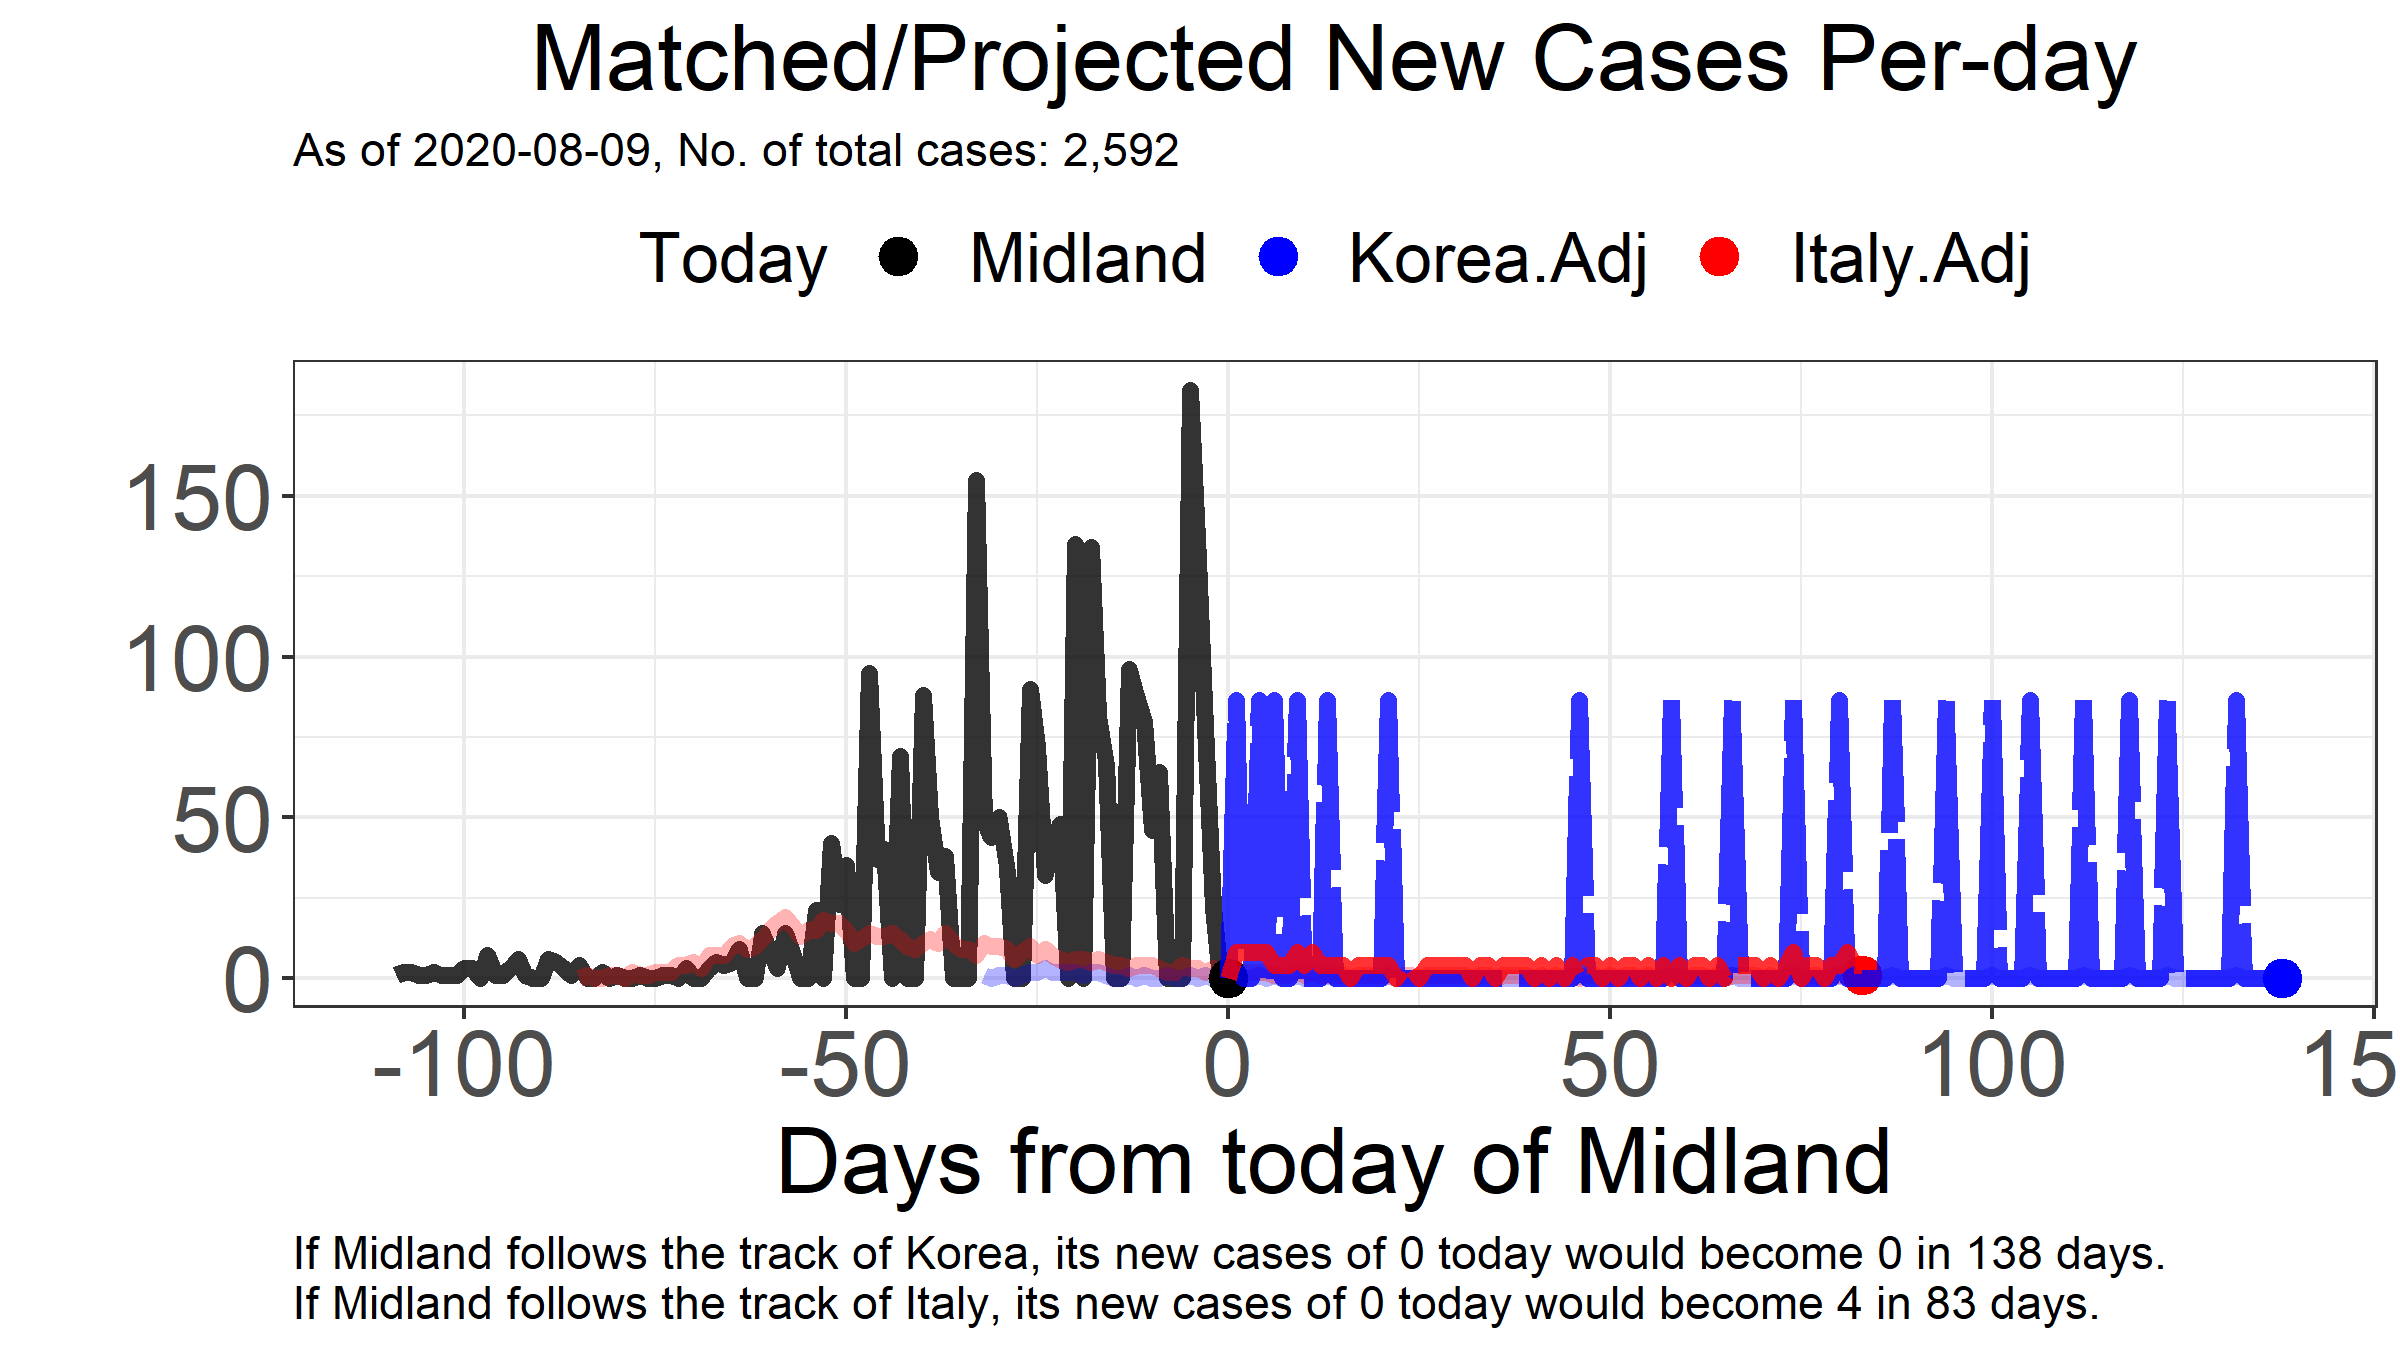 Matched/Projected New Cases Per-day
As of 2020-08-09, No. of total cases: 2,592
Today Midland Korea.Adj Italy.Adj
150
100
50
0
-100 -50 0 50 100 15
Days from today of Midland
If Midland follows the track of Korea, its new cases of 0 today would become 0 in 138 days.
If Midland follows the track of Italy, its new cases of 0 today would become 4 in 83 days.